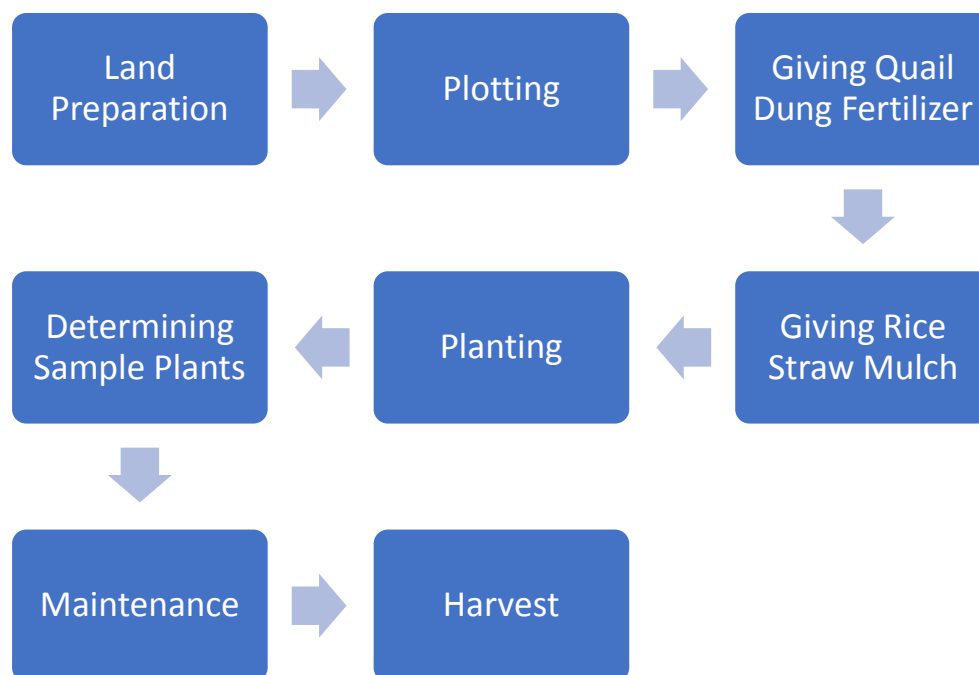 Land
Preparation
Plotting
Giving Quail
Dung Fertilizer
Giving Rice
Straw Mulch
Planting
Determining
Sample Plants
Maintenance
Harvest